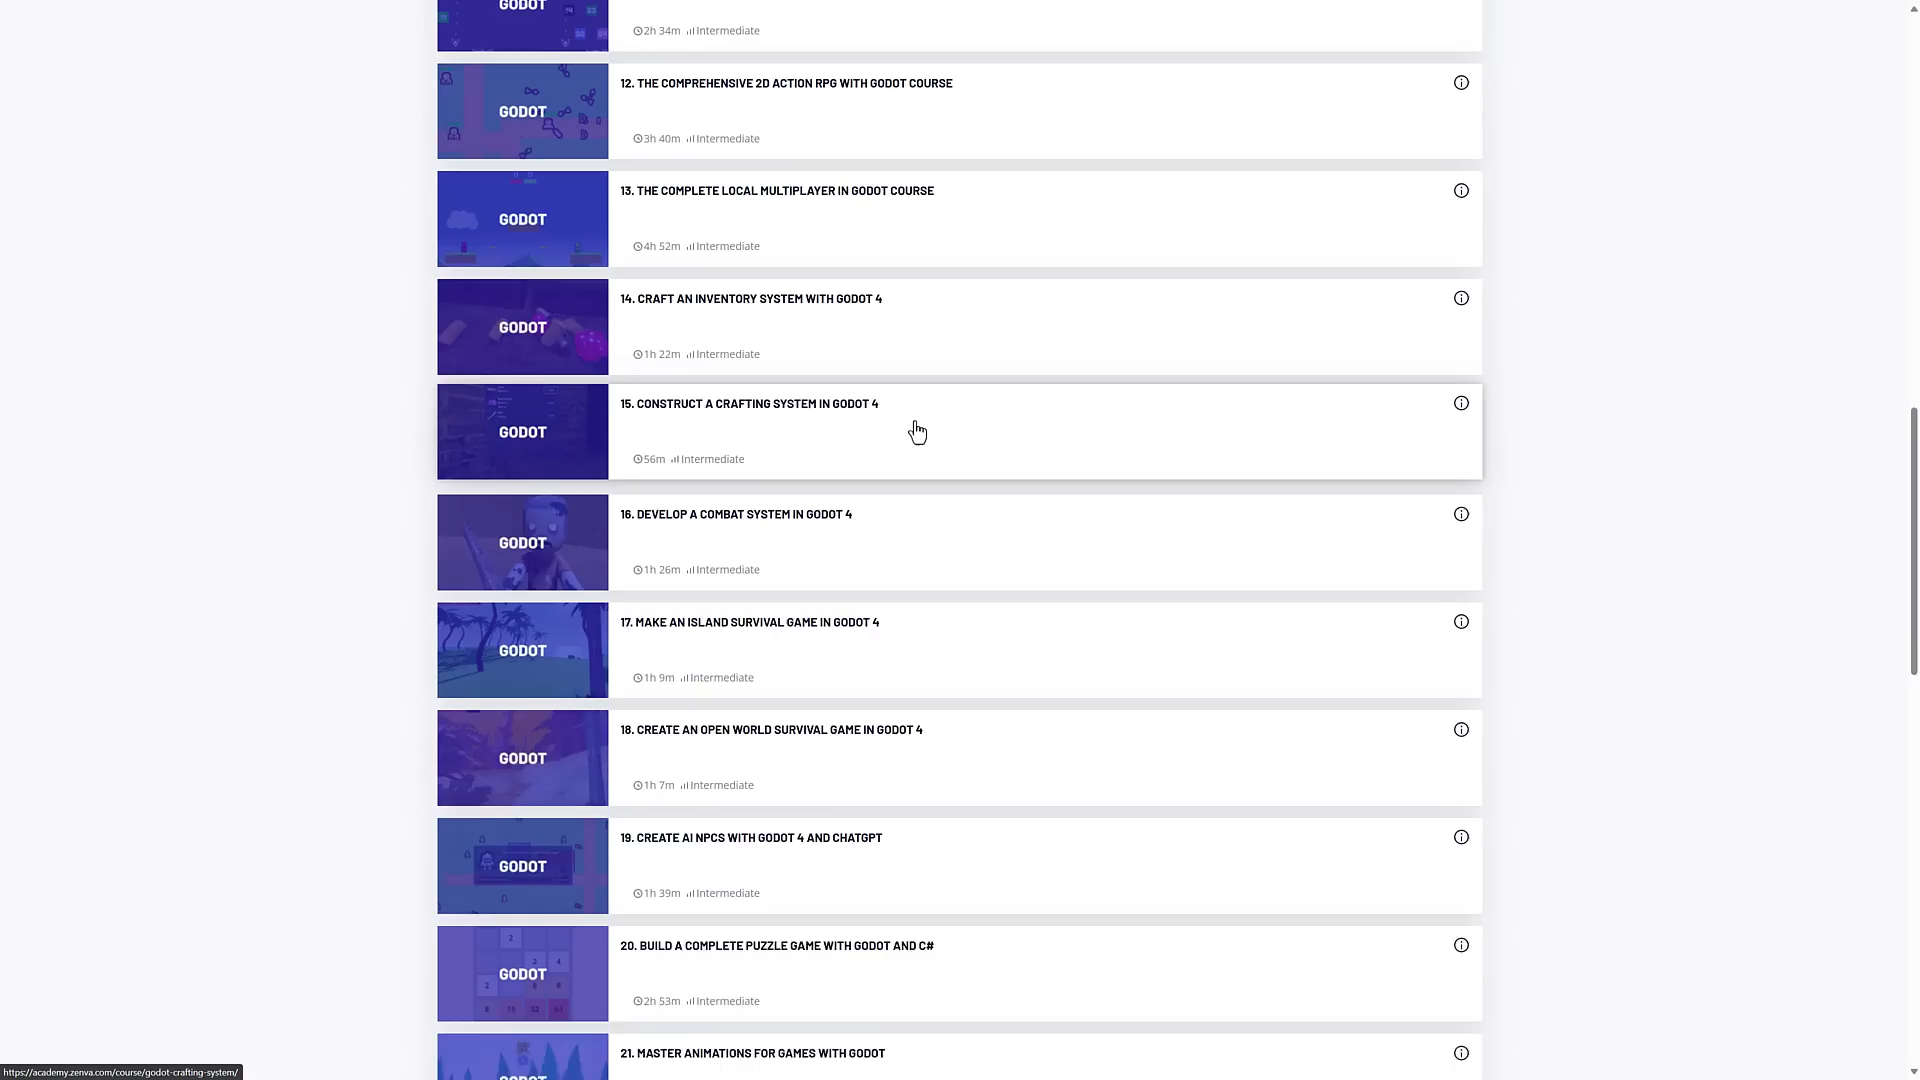 GODOT
2h 34m Intermediate
12. THE COMPREHENSIVE 2D ACTION RPG WITH GODOT COURSE
GODOT
3h 40m Intermediate
13. THE COMPLETE LOCAL MULTIPLAYER IN GODOT COURSE
GODOT
4h 52m Intermediate
14. CRAFT AN INVENTORY SYSTEM WITH GODOT 4
GODOT
1h 22m Intermediate
15. CONSTRUCT A CRAFTING SYSTEM IN GODOT 4
GODOT
56m Intermediate
16. DEVELOP A COMBAT SYSTEM IN GODOT 4
GODOT
1h 26m Intermediate
17. MAKE AN ISLAND SURVIVAL GAME IN GODOT 4
GODOT
1h 9m Intermediate
18. CREATE AN OPEN WORLD SURVIVAL GAME IN GODOT 4
GODOT
1h 7m Intermediate
19. CREATE AI NPCS WITH GODOT 4 AND CHATGPT
GODOT
1h 39m Intermediate
20. BUILD A COMPLETE PUZZLE GAME WITH GODOT AND C#
GODOT
2h 53m Intermediate
21. MASTER ANIMATIONS FOR GAMES WITH GODOT
GODOT
https://academy.zenva.com/course/godot-crafting-system/